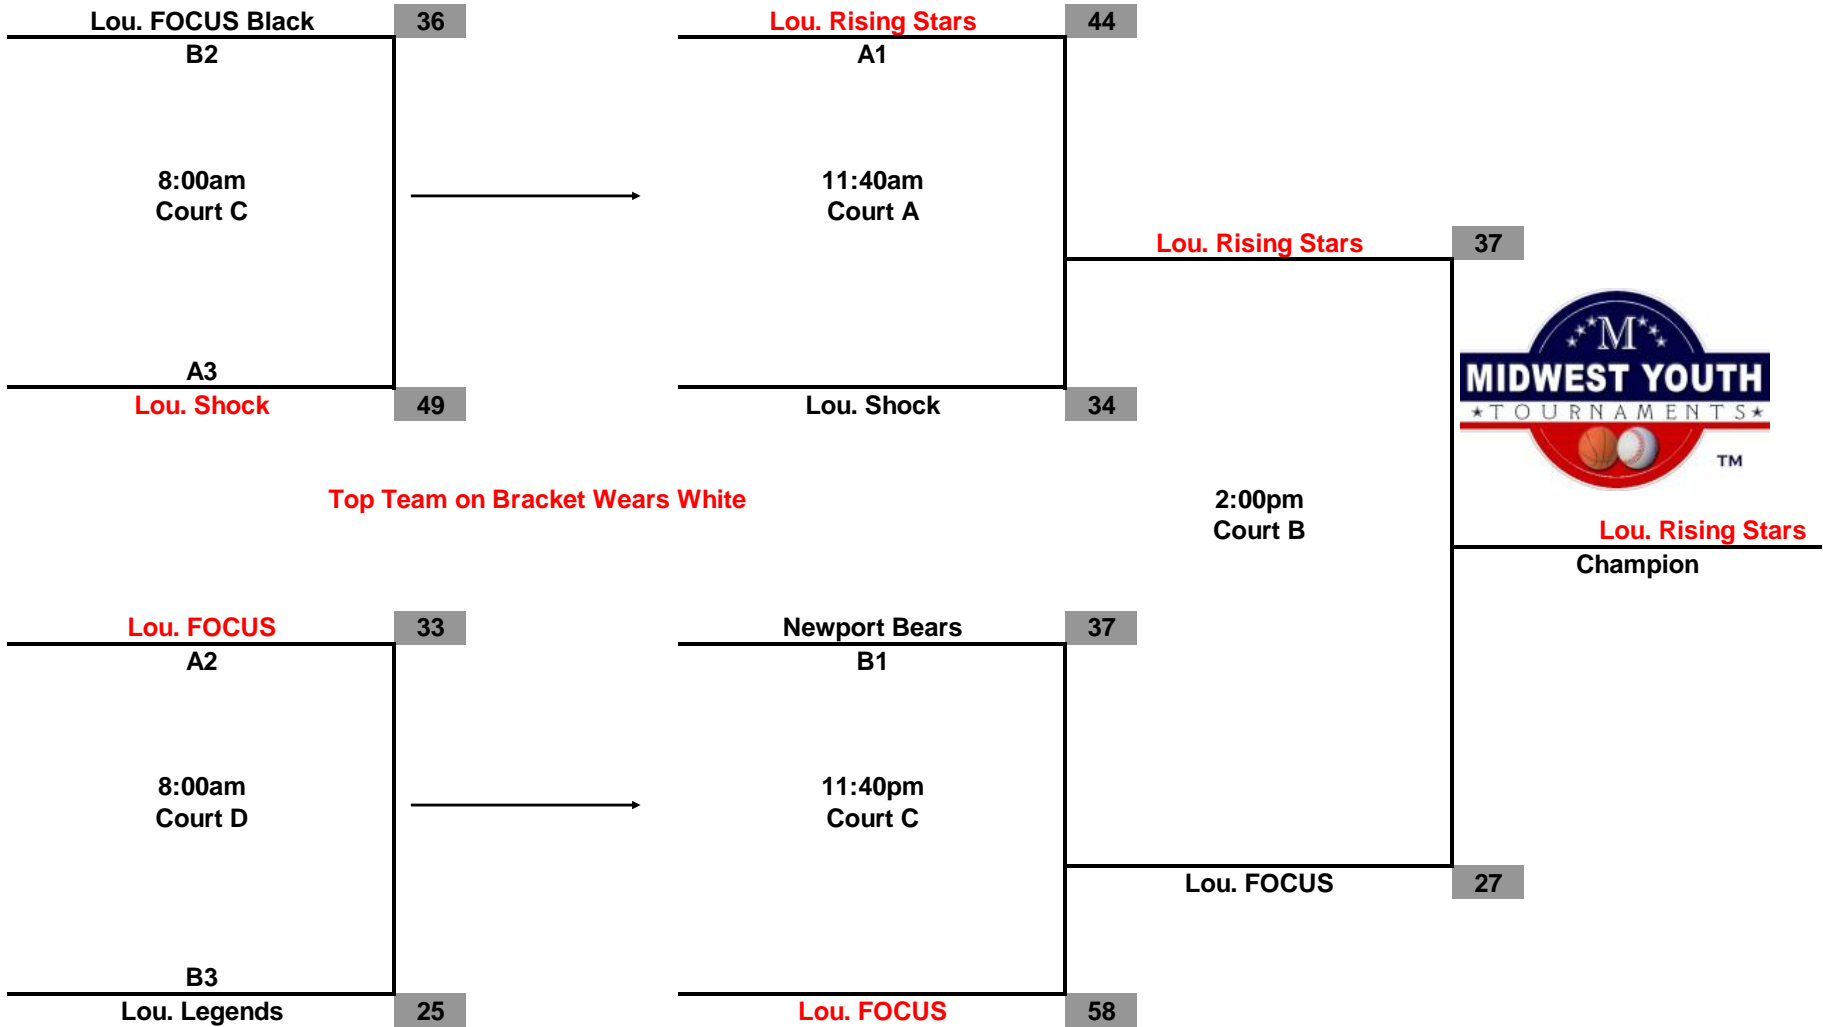 Lou. FOCUS Black 36
B2
8:00am
Court C
A3
Lou. Shock 49
Lou. Rising Stars 44
A1
11:40am
Court A
Lou. Shock 34
Lou. Rising Stars 37
M
MIDWEST YOUTH
TOURNAMENTS
TM
Top Team on Bracket Wears White
2:00pm
Court B
Lou. Rising Stars
Champion
Lou. FOCUS 33
A2
8:00am
Court D
B3
Lou. Legends 25
Newport Bears 37
B1
11:40pm
Court C
Lou. FOCUS 58
Lou. FOCUS 27